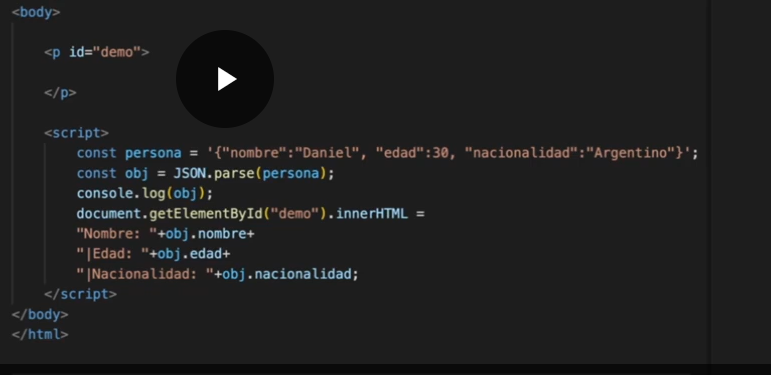 <body>
<p id="demo">
</p>
<script>
const persona = '{"nombre":"Daniel", "edad":30, "nacionalidad":"Argentino"}';
const obj = JSON.parse(persona);
console.log(obj);
document.getElementById("demo").innerHTML =
"Nombre: "+obj.nombre+
"|Edad: "+obj.edad+
"|Nacionalidad: "+obj.nacionalidad;
</script>
</body>
</html>